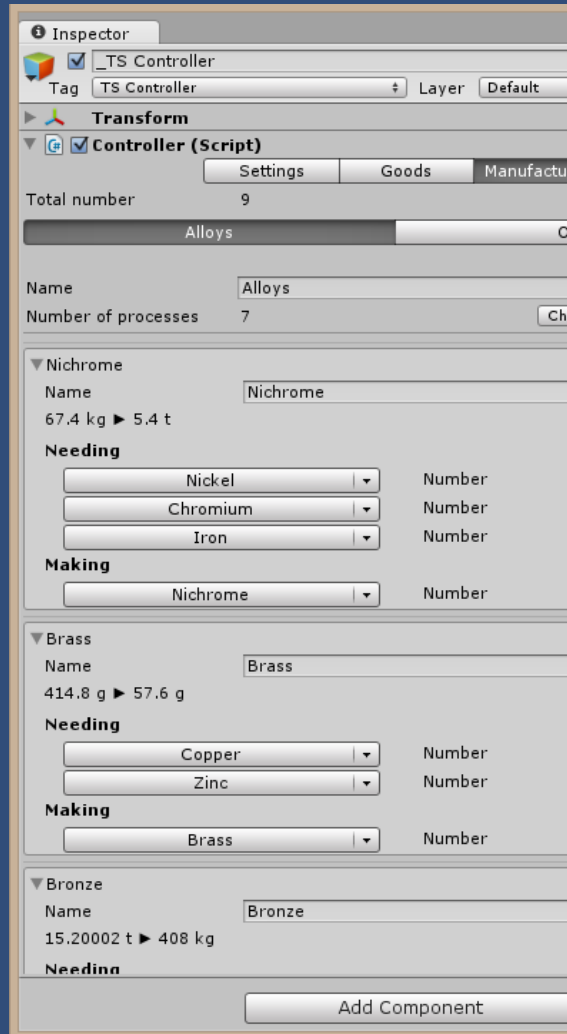 Inspector
_TS Controller
Tag TS Controller Layer Default
Transform
Controller (Script)
Settings Goods Manufactu
Total number 9
Alloys O
Name Alloys
Number of processes 7 Ch
Nichrome
Name Nichrome
67.4 kg ► 5.4 t
Needing
Nickel Number
Chromium Number
Iron Number
Making
Nichrome Number
Brass
Name Brass
414.8 g ► 57.6 g
Needing
Copper Number
Zinc Number
Making
Brass Number
Bronze
Name Bronze
15.20002 t ► 408 kg
Needing
Add Component